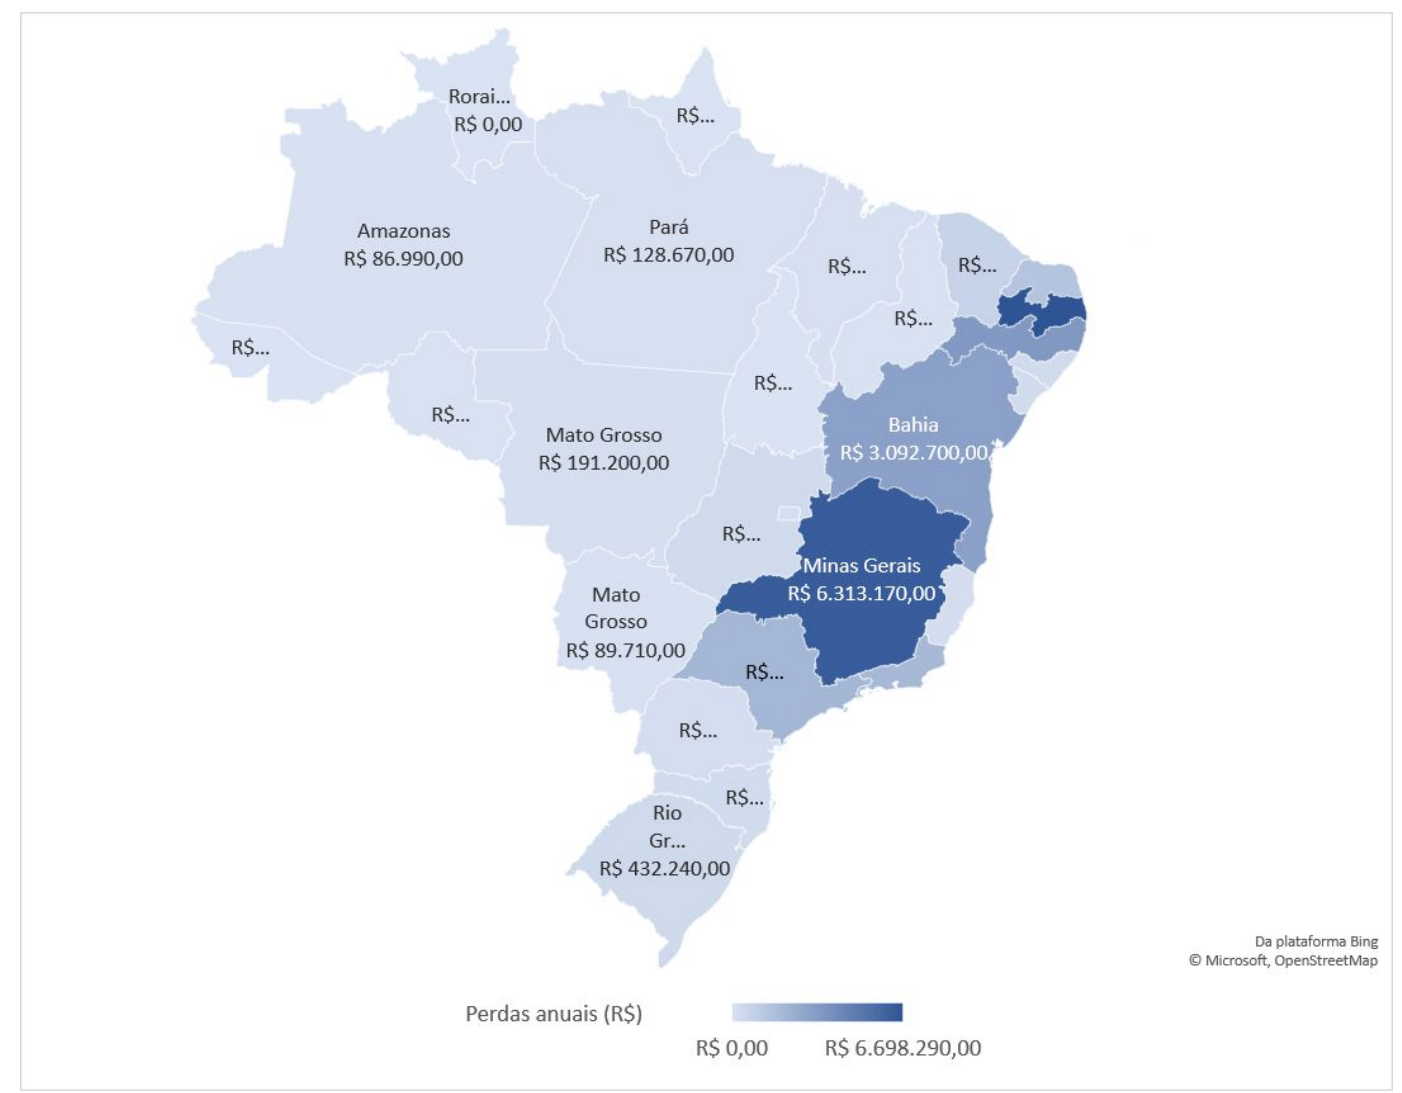 Rorai...
R$ 0,00
R$...
Amazonas
R$ 86.990,00
Pará
R$ 128.670,00
R$...
R$...
R$...
R$...
R$...
R$...
Mato Grosso
R$ 191.200,00
Bahia
R$ 3.092.700,00
R$...
Minas Gerais
R$ 6.313.170,00
Mato
Grosso
R$ 89.710,00
R$...
R$...
R$...
Rio
Gr...
R$ 432.240,00
Da plataforma Bing
© Microsoft, OpenStreetMap
Perdas anuais (R$)
R$ 0,00 R$ 6.698.290,00